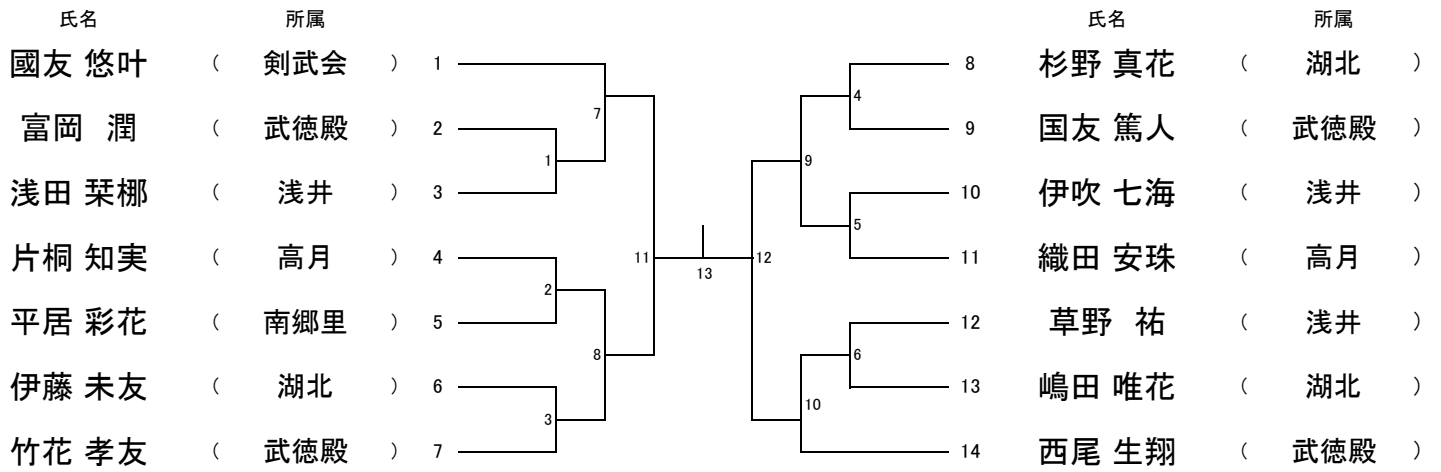 氏名 所属 氏名 所属
國友 悠叶 ( 剣武会 ) 1 8 杉野 真花 ( 湖北 )
7 4
富岡 潤 ( 武徳殿 ) 2 9 国友 篤人 ( 武徳殿 )
1 9
浅田 栞梛 ( 浅井 ) 3 10 伊吹 七海 ( 浅井 )
5
片桐 知実 ( 高月 ) 4 11 13 12 11 織田 安珠 ( 高月 )
2
平居 彩花 ( 南郷里 ) 5 12 草野 祐 ( 浅井 )
8 6
伊藤 未友 ( 湖北 ) 6 13 嶋田 唯花 ( 湖北 )
3 10
竹花 孝友 ( 武徳殿 ) 7 14 西尾 生翔 ( 武徳殿 )